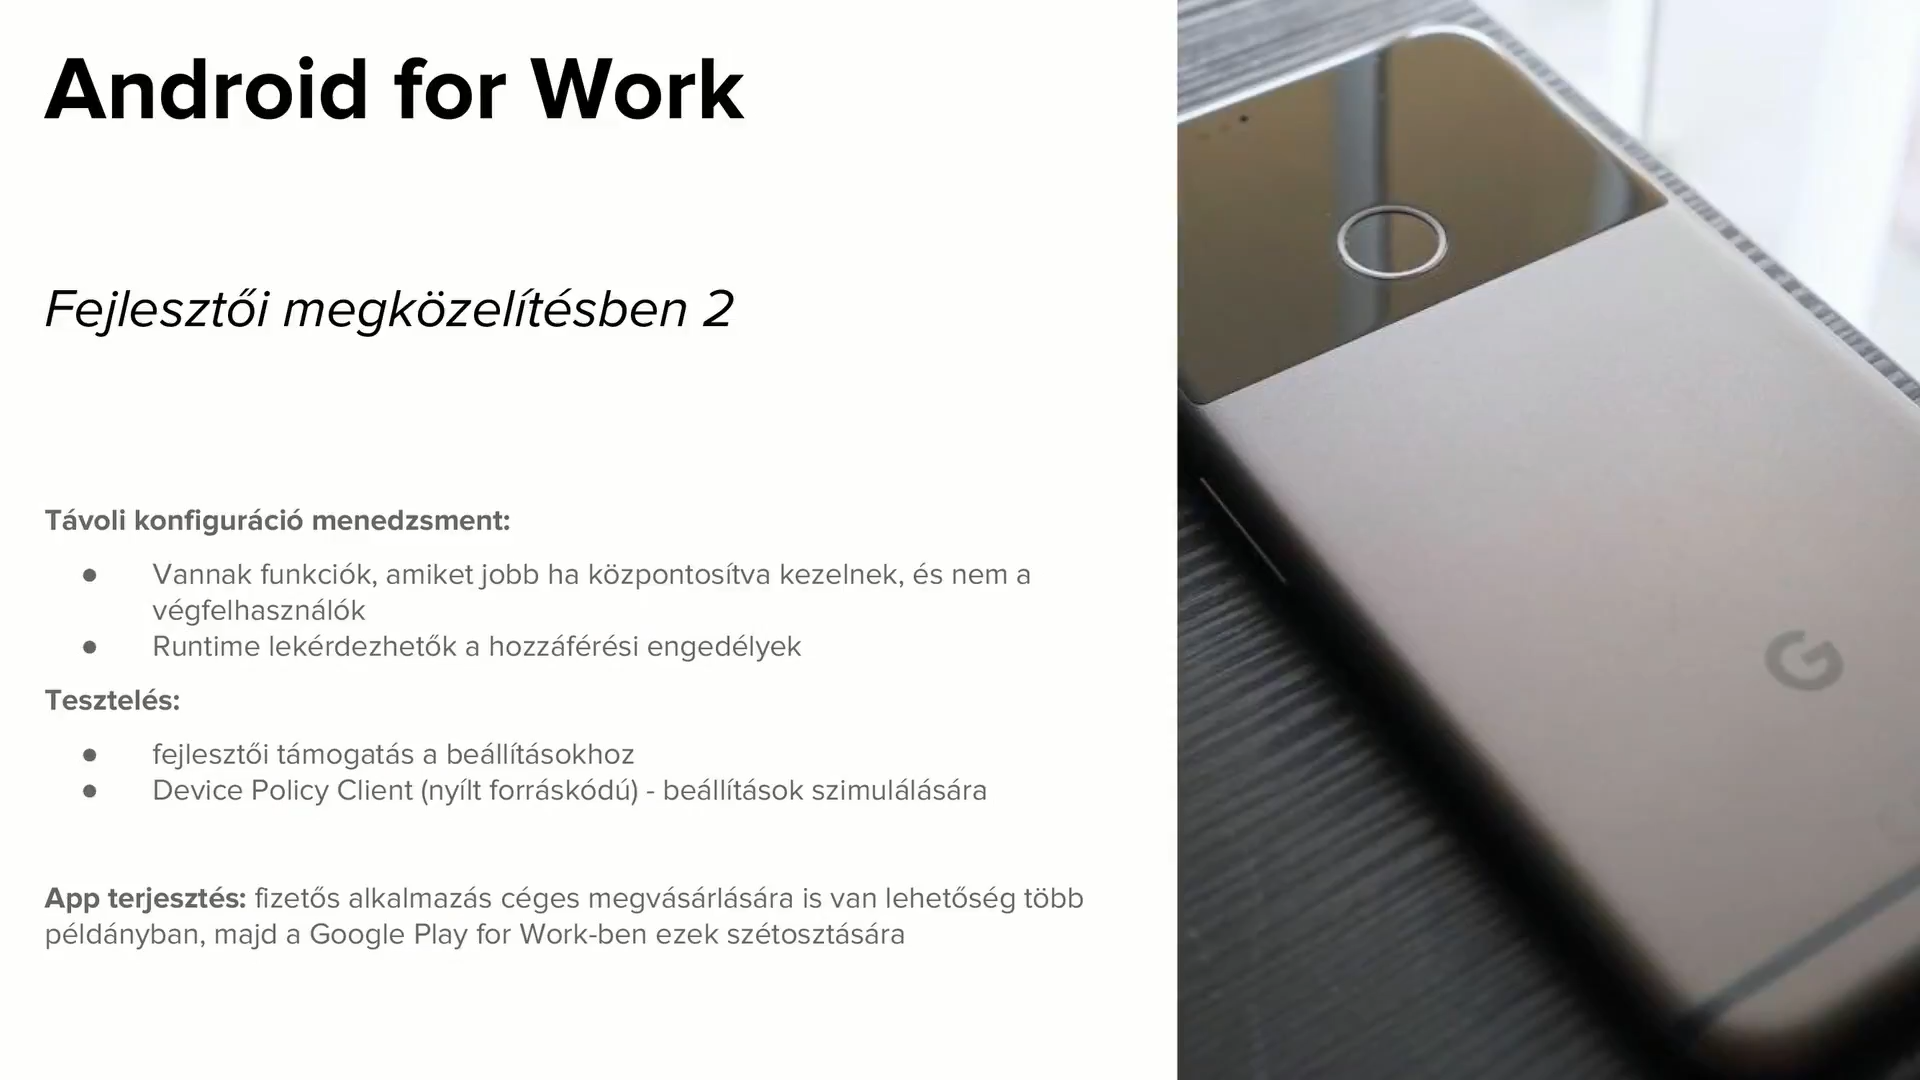 Android for Work
Fejlesztői megközelítésben 2
Távoli konfiguráció menedzsment:
● Vannak funkciók, amiket jobb ha központosítva kezelnek, és nem a
végfelhasználók
● Runtime lekérdezhetők a hozzáférési engedélyek
Tesztelés:
● fejlesztői támogatás a beállításokhoz
● Device Policy Client (nyílt forráskódú) - beállítások szimulálására
App terjesztés: fizetős alkalmazás céges megvásárlására is van lehetőség több
példányban, majd a Google Play for Work-ben ezek szétosztására
G